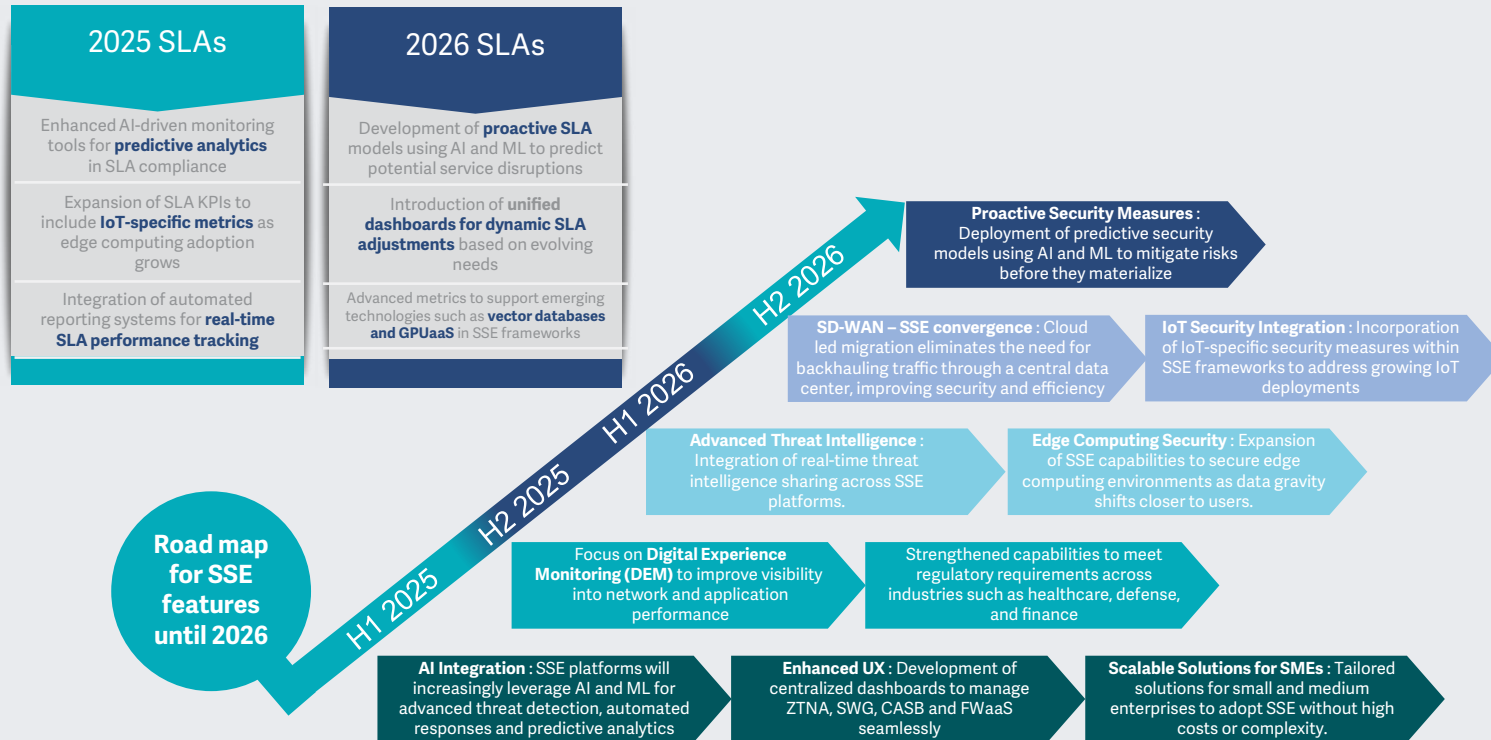 2025 SLAs
Enhanced AI-driven monitoring
tools for predictive analytics
in SLA compliance
Expansion of SLA KPIs to
include IoT-specific metrics as
edge computing adoption
grows
Integration of automated
reporting systems for real-time
SLA performance tracking
2026 SLAs
Development of proactive SLA
models using AI and ML to predict
potential service disruptions
Introduction of unified
dashboards for dynamic SLA
adjustments based on evolving
needs
Advanced metrics to support emerging
technologies such as vector databases
and GPUaaS in SSE frameworks
Road map
for SSE
features
until 2026
H1 2025
H2 2025
H1 2026
H2 2026
Proactive Security Measures :
Deployment of predictive security
models using AI and ML to mitigate risks
before they materialize
SD-WAN – SSE convergence : Cloud
led migration eliminates the need for
backhauling traffic through a central data
center, improving security and efficiency
IoT Security Integration : Incorporation
of IoT-specific security measures within
SSE frameworks to address growing IoT
deployments
Advanced Threat Intelligence :
Integration of real-time threat
intelligence sharing across SSE
platforms.
Edge Computing Security : Expansion
of SSE capabilities to secure edge
computing environments as data gravity
shifts closer to users.
Focus on Digital Experience
Monitoring (DEM) to improve visibility
into network and application
performance
Strengthened capabilities to meet
regulatory requirements across
industries such as healthcare, defense,
and finance
AI Integration : SSE platforms will
increasingly leverage AI and ML for
advanced threat detection, automated
responses and predictive analytics
Enhanced UX : Development of
centralized dashboards to manage
ZTNA, SWG, CASB and FWaaS
seamlessly
Scalable Solutions for SMEs : Tailored
solutions for small and medium
enterprises to adopt SSE without high
costs or complexity.